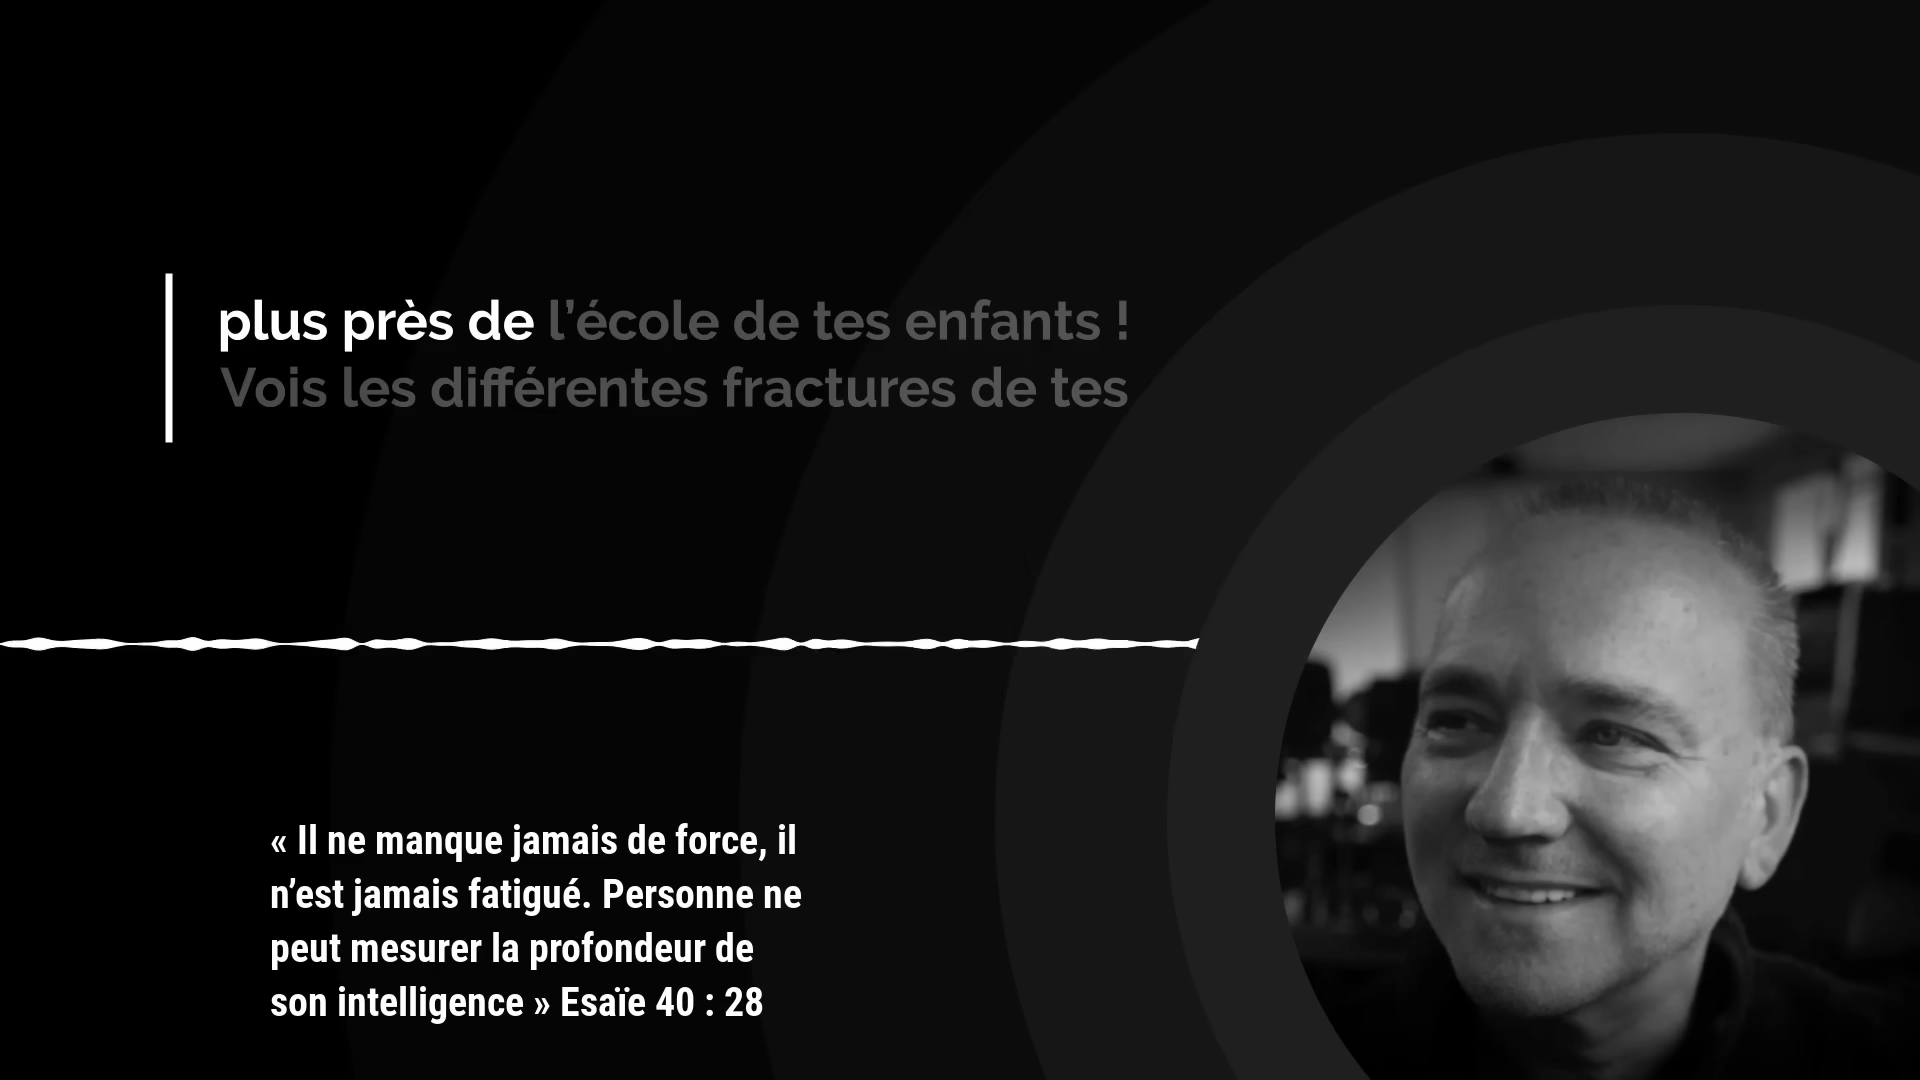 plus près de l’école de tes enfants !
Vois les différentes fractures de tes
« Il ne manque jamais de force, il
n’est jamais fatigué. Personne ne
peut mesurer la profondeur de
son intelligence » Esaïe 40 : 28